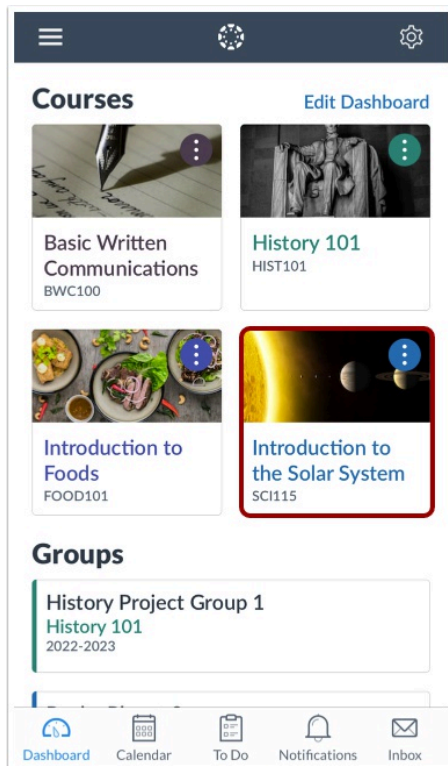 Courses
Edit Dashboard
Basic Written
Communications
BWC100
History 101
HIST101
Introduction to
Foods
FOOD101
Introduction to
the Solar System
SCI115
Groups
History Project Group 1
History 101
2022-2023
Dashboard
Calendar
To Do
Notifications
Inbox